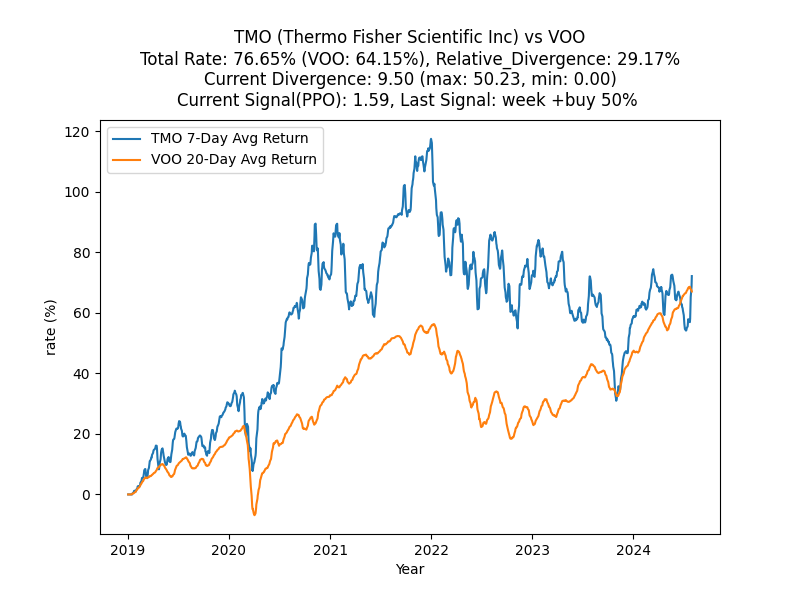 TMO (Thermo Fisher Scientific Inc) vs VOO
Total Rate: 76.65% (VOO: 64.15%), Relative_Divergence: 29.17%
Current Divergence: 9.50 (max: 50.23, min: 0.00)
Current Signal(PPO): 1.59, Last Signal: week +buy 50%
TMO 7-Day Avg Return
VOO 20-Day Avg Return
120
100
80
60
40
20
0
rate (%)
2019
2020
2021
2022
2023
2024
Year